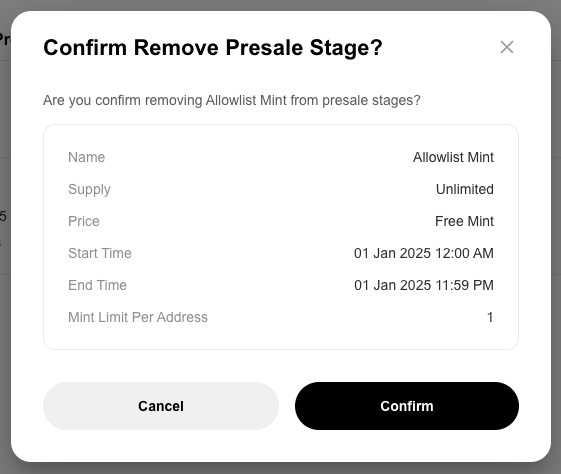 Confirm Remove Presale Stage?
Are you confirm removing Allowlist Mint from presale stages?
Name Allowlist Mint
Supply Unlimited
Price Free Mint
Start Time 01 Jan 2025 12:00 AM
End Time 01 Jan 2025 11:59 PM
Mint Limit Per Address 1
Cancel Confirm